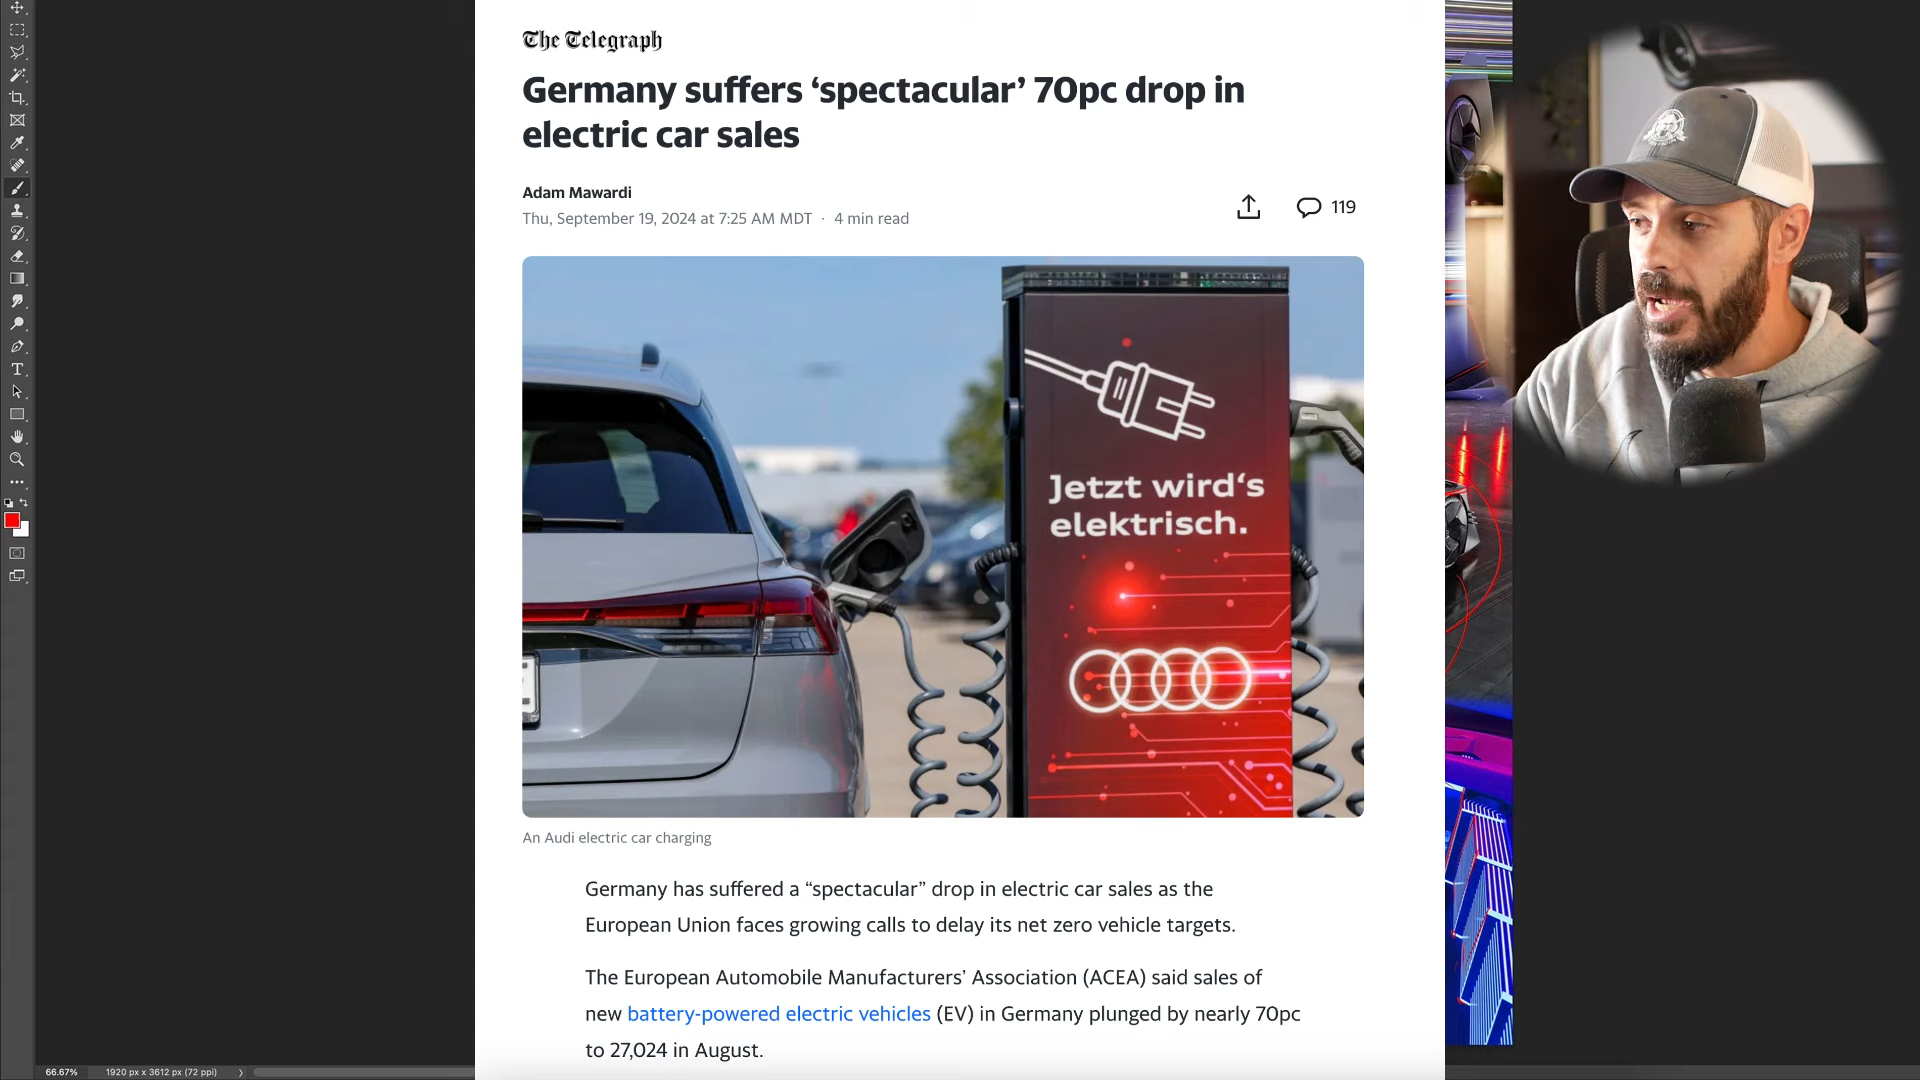 The Telegraph
Germany suffers ‘spectacular’ 70pc drop in
electric car sales
Adam Mawardi
Thu, September 19, 2024 at 7:25 AM MDT · 4 min read
119
Jetzt wird‘s
elektrisch.
An Audi electric car charging
Germany has suffered a “spectacular” drop in electric car sales as the
European Union faces growing calls to delay its net zero vehicle targets.
The European Automobile Manufacturers’ Association (ACEA) said sales of
new battery-powered electric vehicles (EV) in Germany plunged by nearly 70pc
to 27,024 in August.
66.67%
1920 px x 3612 px (72 ppi)